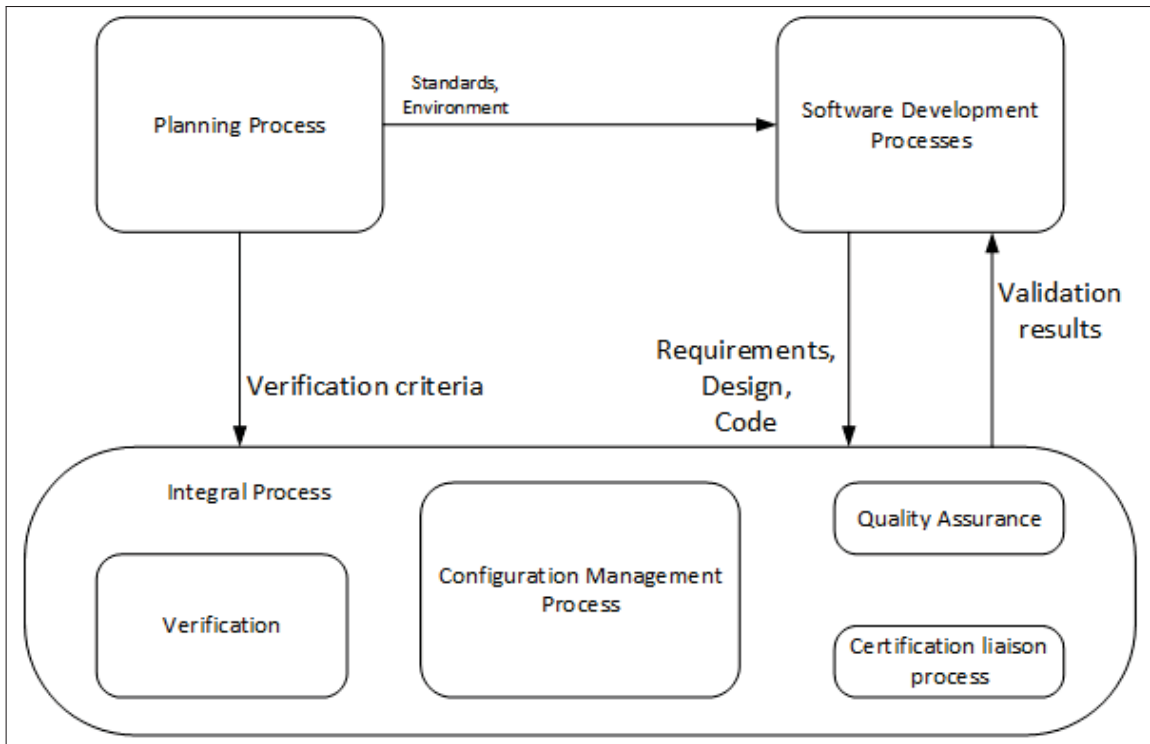 Planning Process
Standards,
Environment
Software Development
Processes
Verification criteria
Requirements,
Design,
Code
Validation
results
Integral Process
Verification
Configuration Management
Process
Quality Assurance
Certification liaison
process